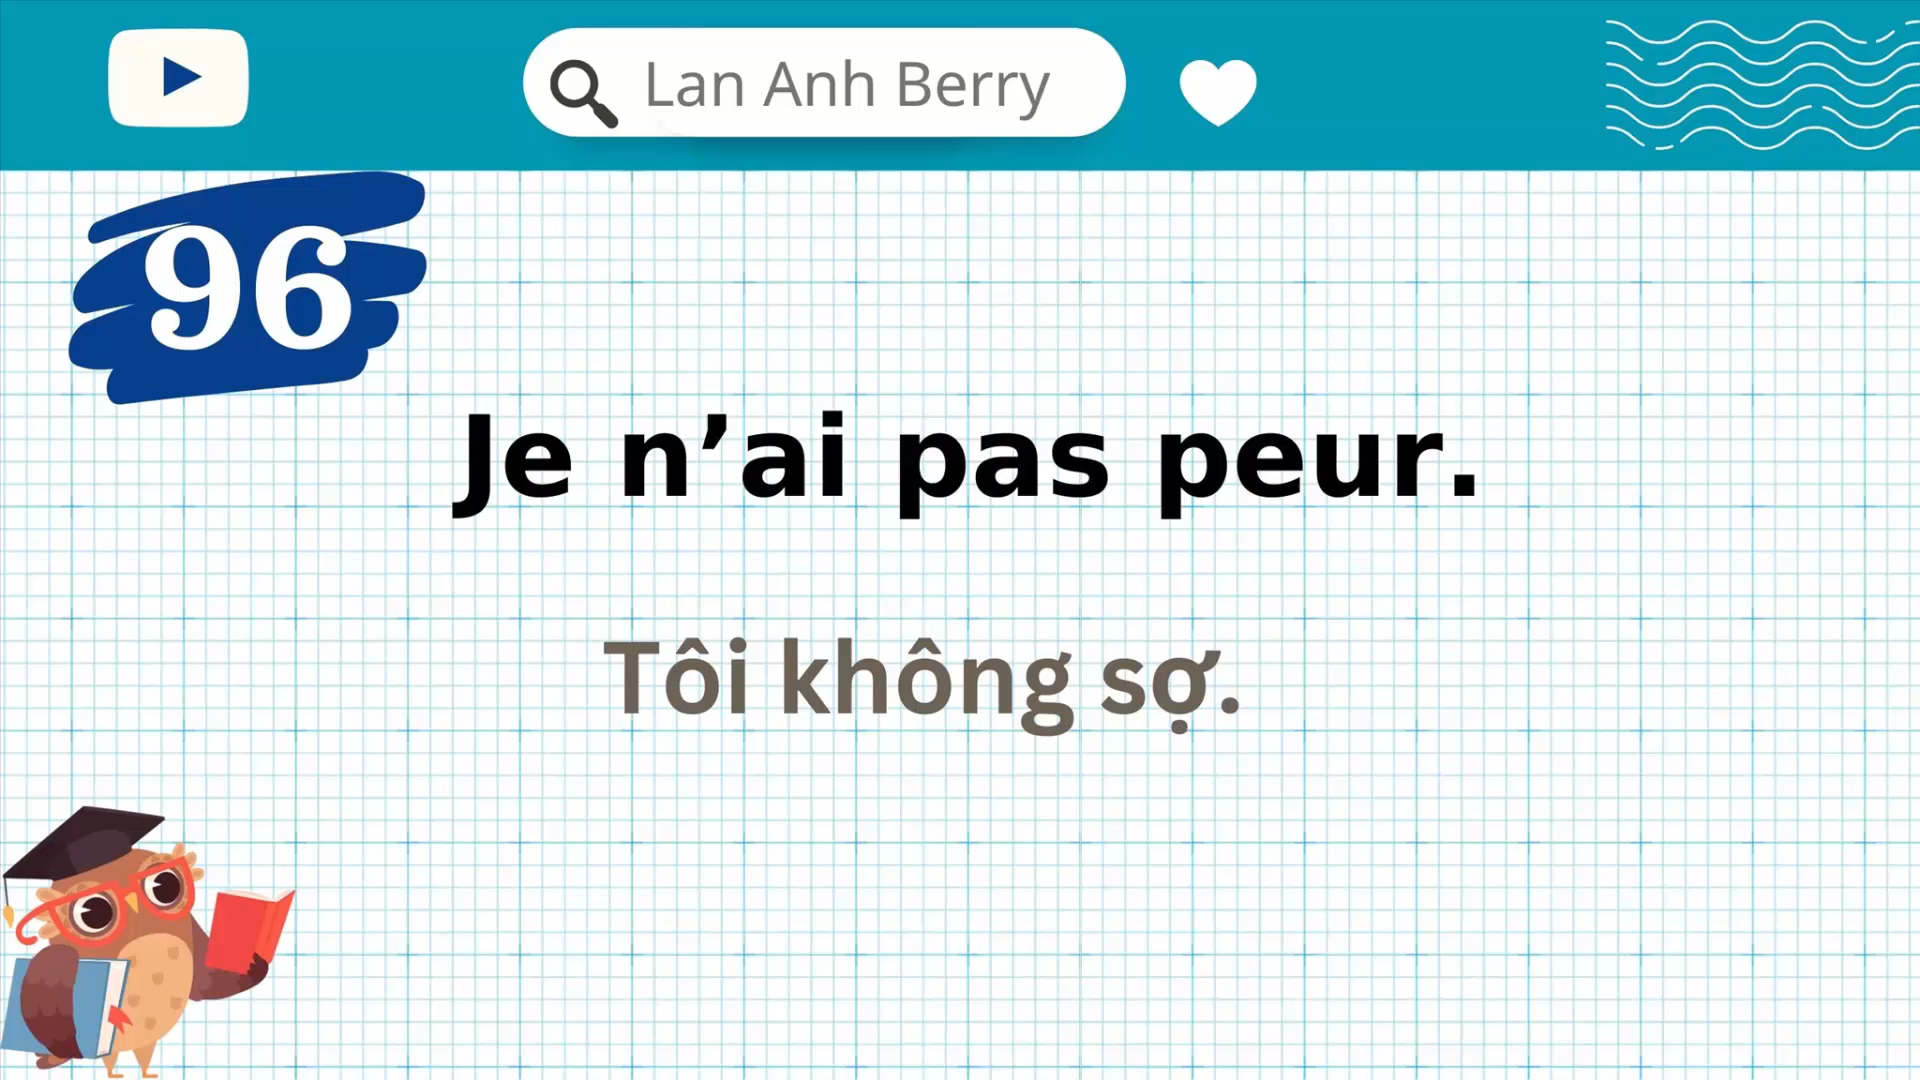 Lan Anh Berry
96
Je n’ai pas peur.
Tôi không sợ.